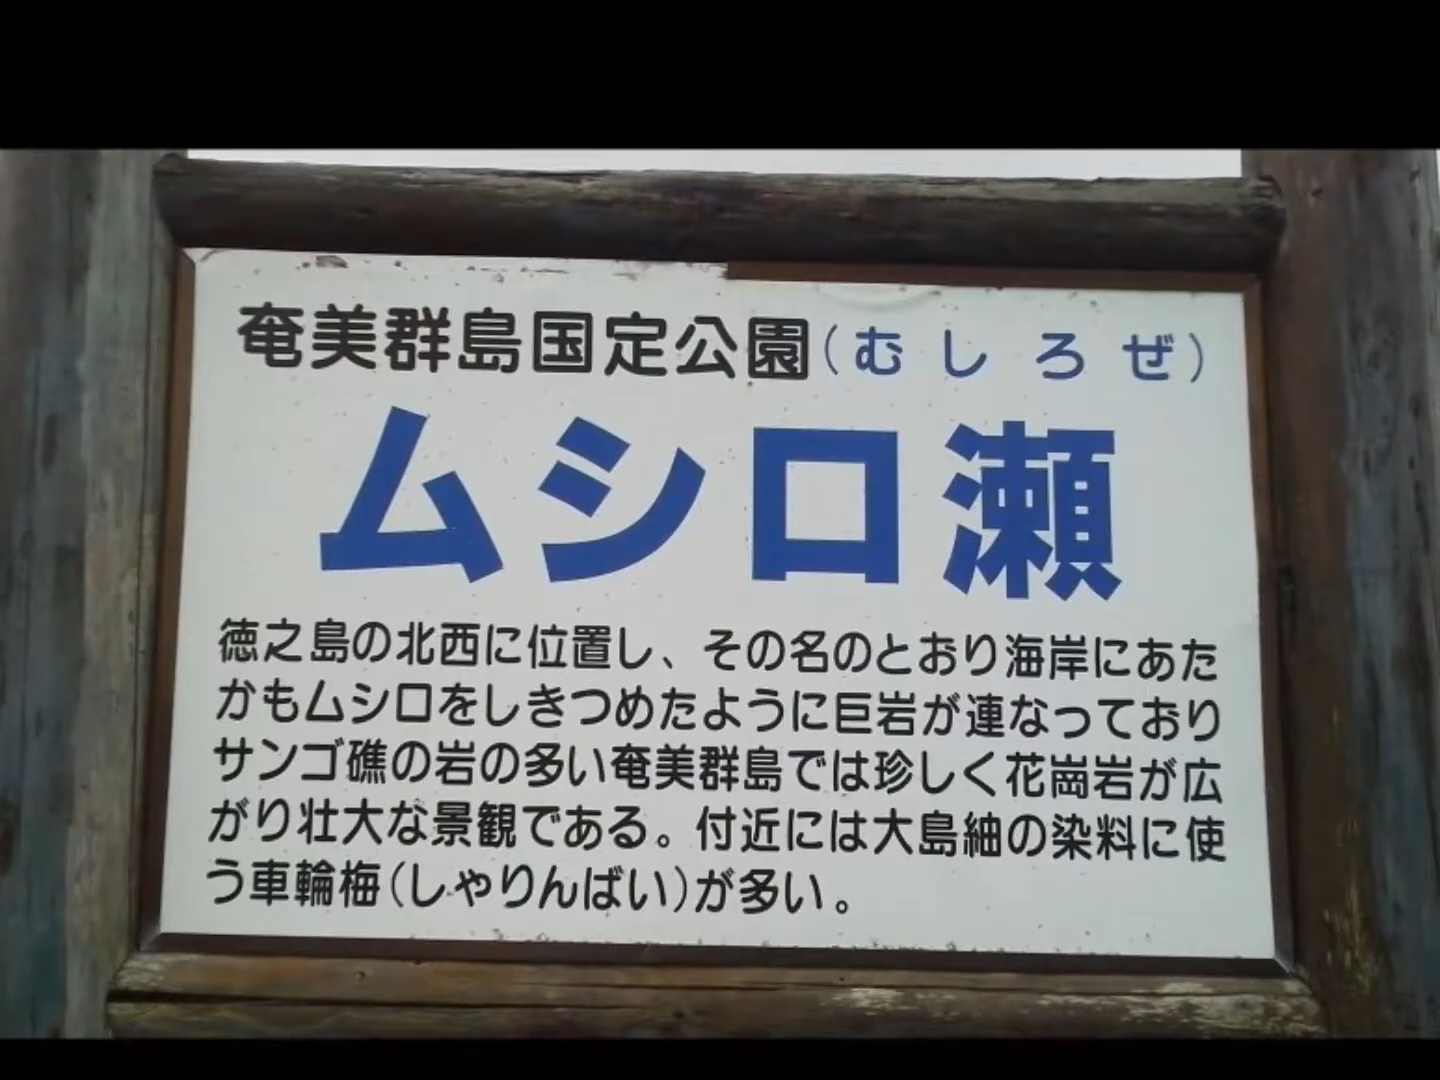 奄美群島国定公園(むしろぜ)
ムシロ瀬
徳之島の北西に位置し、その名のとおり海岸にあた
かもムシロをしきつめたように巨岩が連なっており
サンゴ礁の岩の多い奄美群島では珍しく花崗岩が広
がり壮大な景観である。付近には大島紬の染料に使
う車輪梅(しゃりんばい)が多い。